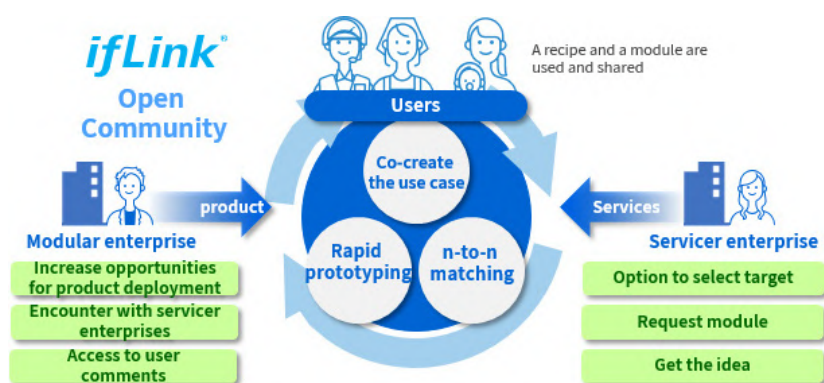 ifLink®
Open
Community
A recipe and a module are
used and shared
Users
Co-create
the use case
Rapid
prototyping
n-to-n
matching
product
Modular enterprise
Increase opportunities
for product deployment
Encounter with servicer
enterprises
Access to user
comments
Services
Servicer enterprise
Option to select target
Request module
Get the idea